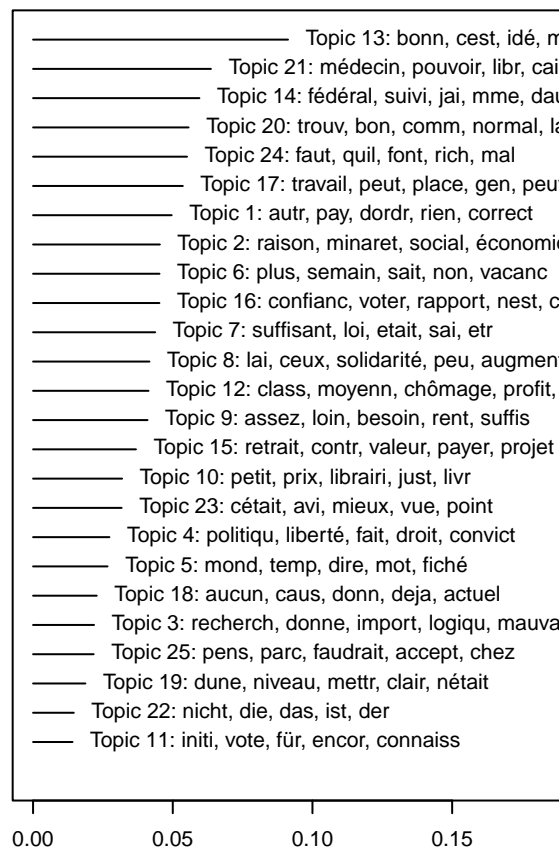 Topic 13: bonn, cest, idé,
Topic 21: médecin, pouvoir, libr,
Topic 14: fédéral, suivi, jai, mme,
Topic 20: trouv, bon, comm, normal,
Topic 24: faut, quil, font, rich, mal
Topic 17: travail, peut, place, gen,
Topic 1: autr, pay, dordr, rien, correct
Topic 2: raison, minaret, social,
Topic 6: plus, semain, sait, non, vacanc
Topic 16: confianc, voter, rapport, nest,
Topic 7: suffisant, loi, etait, sai, etr
Topic 8: lai, ceux, solidarité, peu,
Topic 12: class, moyenn, chômage, profit,
Topic 9: assez, loin, besoin, rent, suffis
Topic 15: retrait, contr, valeur, payer, projet
Topic 10: petit, prix, librairi, just, livr
Topic 23: cétait, avi, mieux, vue, point
Topic 4: politiqu, liberté, fait, droit, convict
Topic 5: mond, temp, dire, mot, fiché
Topic 18: aucun, caus, donn, deja, actuel
Topic 3: recherch, donne, import, logiqu,
Topic 25: pens, parc, faudrait, accept, chez
Topic 19: dune, niveau, mettr, clair, nétait
Topic 22: nicht, die, das, ist, der
Topic 11: initi, vote, für, encor, connaiss
0.00 0.05 0.10 0.15